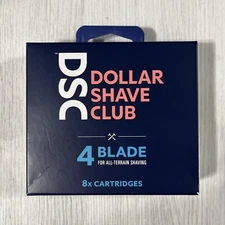 DSC
DOLLAR
SHAVE
CLUB
4 BLADE
FOR ALL-TERRAIN SHAVING
8x CARTRIDGES